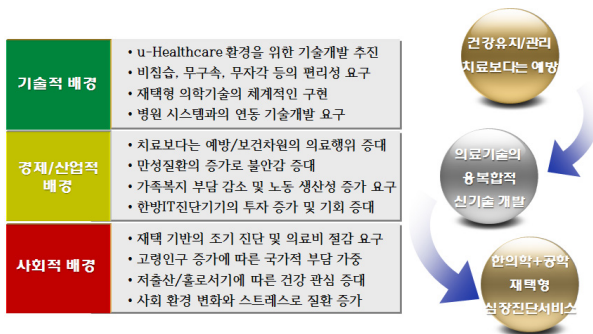 기술적 배경
• u-Healthcare 환경을 위한 기술개발 추진
• 비침습, 무구속, 무자각 등의 편리성 요구
• 재택형 의학기술의 체계적인 구현
• 병원 시스템과의 연동 기술개발 요구
경제/산업적
배경
• 치료보다는 예방/보건차원의 의료행위 증대
• 만성질환의 증가로 불안감 증대
• 가족복지 부담 감소 및 노동 생산성 증가 요구
• 한방IT진단기기의 투자 증가 및 기회 증대
사회적 배경
• 재택 기반의 조기 진단 및 의료비 절감 요구
• 고령인구 증가에 따른 국가적 부담 가중
• 저출산/홀로서기에 따른 건강 관심 증대
• 사회 환경 변화와 스트레스로 질환 증가
건강유지/관리
치료보다는 예방
의료기술의
융복합적
신기술 개발
한의학+공학
재택형
심장진단서비스